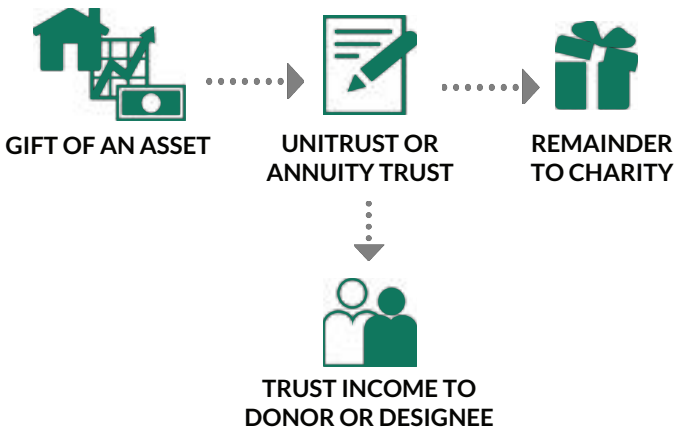 GIFT OF AN ASSET
UNITRUST OR
ANNUITY TRUST
REMAINDER
TO CHARITY
TRUST INCOME TO
DONOR OR DESIGNEE